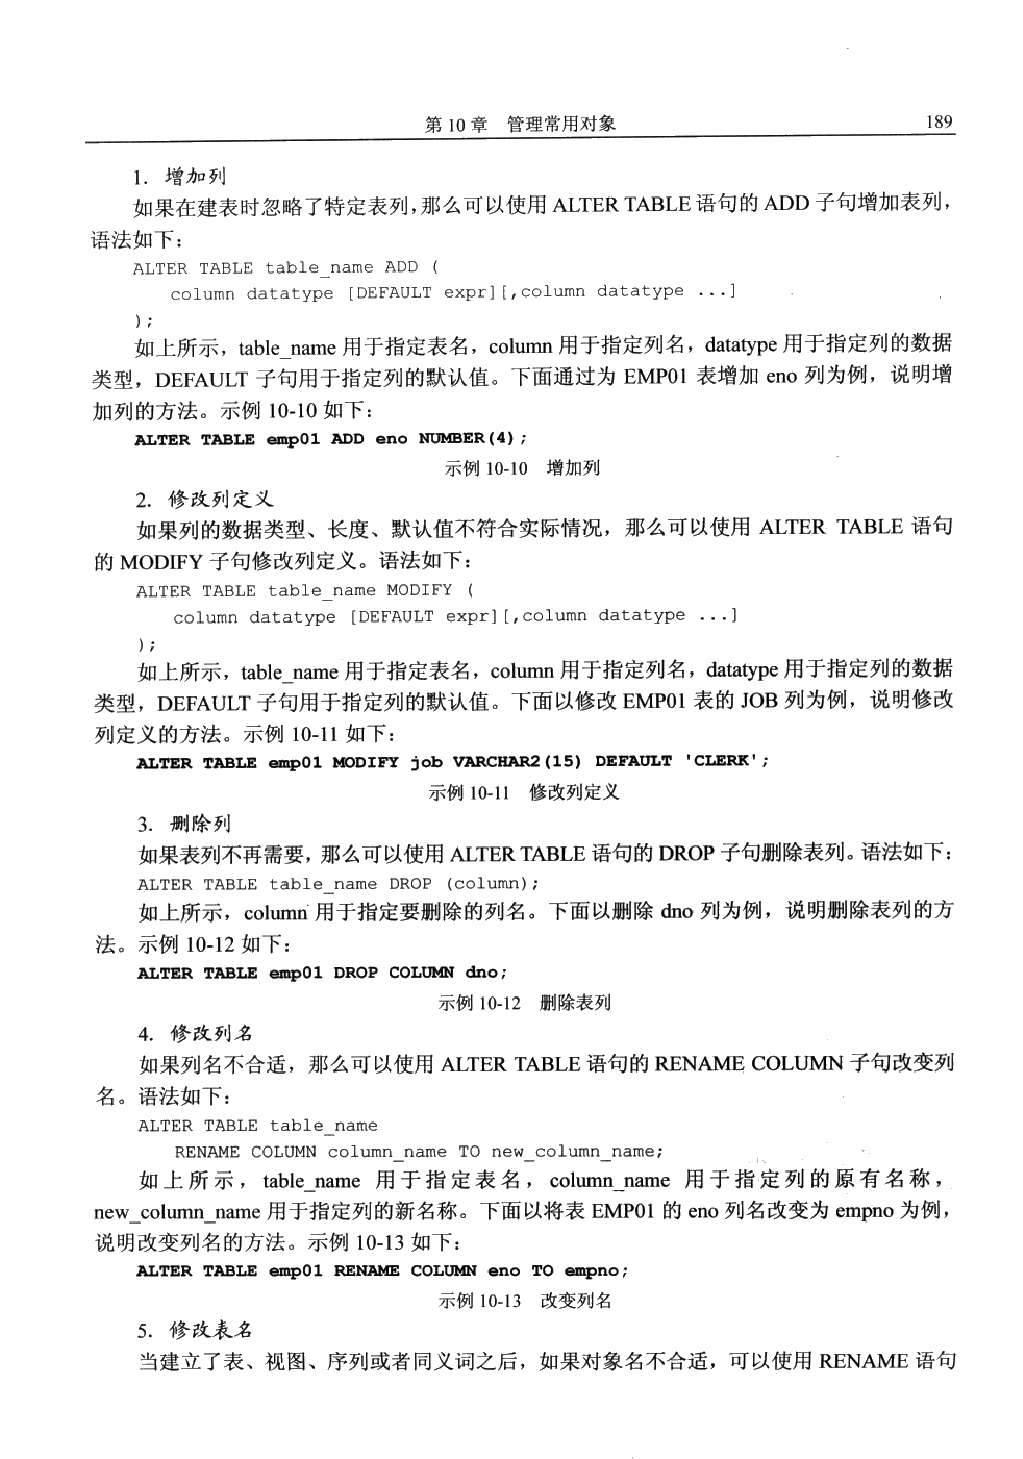 第 10 章 管理常用对象 189
1. 增加列
如果在建表时忽略了特定表列,那么可以使用 ALTER TABLE 语句的 ADD 子句增加表列,
语法如下:
ALTER TABLE table_name ADD (
column datatype [DEFAULT expr][,column datatype ...]
);
如上所示，table_name 用于指定表名，column 用于指定列名，datatype 用于指定列的数据
类型，DEFAULT 子句用于指定列的默认值。下面通过为 EMP01 表增加 eno 列为例，说明增
加列的方法。示例 10-10 如下：
ALTER TABLE emp01 ADD eno NUMBER(4);
示例 10-10 增加列
2. 修改列定义
如果列的数据类型、长度、默认值不符合实际情况，那么可以使用 ALTER TABLE 语句
的 MODIFY 子句修改列定义。语法如下：
ALTER TABLE table_name MODIFY (
column datatype [DEFAULT expr][,column datatype ...]
);
如上所示，table_name 用于指定表名，column 用于指定列名，datatype 用于指定列的数据
类型，DEFAULT 子句用于指定列的默认值。下面以修改 EMP01 表的 JOB 列为例，说明修改
列定义的方法。示例 10-11 如下：
ALTER TABLE emp01 MODIFY job VARCHAR2(15) DEFAULT 'CLERK';
示例 10-11 修改列定义
3. 删除列
如果表列不再需要，那么可以使用 ALTER TABLE 语句的 DROP 子句删除表列。语法如下：
ALTER TABLE table_name DROP (column);
如上所示，column 用于指定要删除的列名。下面以删除 dno 列为例，说明删除表列的方
法。示例 10-12 如下：
ALTER TABLE emp01 DROP COLUMN dno;
示例 10-12 删除表列
4. 修改列名
如果列名不合适，那么可以使用 ALTER TABLE 语句的 RENAME COLUMN 子句改变列
名。语法如下：
ALTER TABLE table_name
RENAME COLUMN column_name TO new_column_name;
如上所示，table_name 用于指定表名，column_name 用于指定列的原有名称，
new_column_name 用于指定列的新名称。下面以将表 EMP01 的 eno 列名改变为 empno 为例，
说明改变列名的方法。示例 10-13 如下：
ALTER TABLE emp01 RENAME COLUMN eno TO empno;
示例 10-13 改变列名
5. 修改表名
当建立了表、视图、序列或者同义词之后，如果对象名不合适，可以使用 RENAME 语句